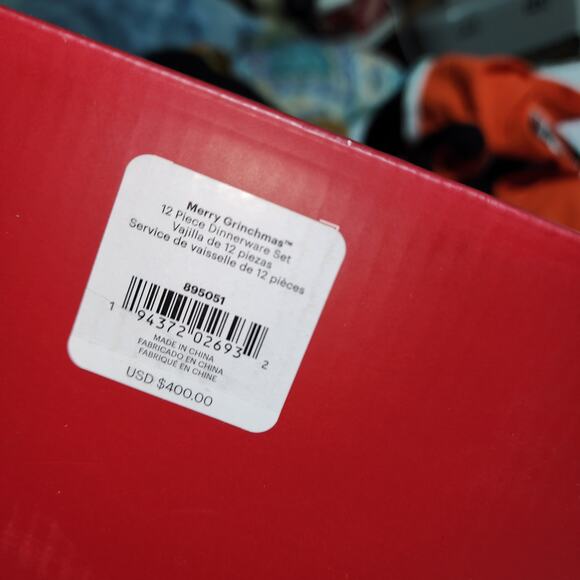 Merry Grinchmas™
12 Piece Dinnerware Set
Vajilla de 12 piezas
Service de vaisselle de 12 pièces
895051
1 94372 02693 2
MADE IN CHINA
FABRICADO EN CHINA
FABRIQUÉ EN CHINE
USD $400.00